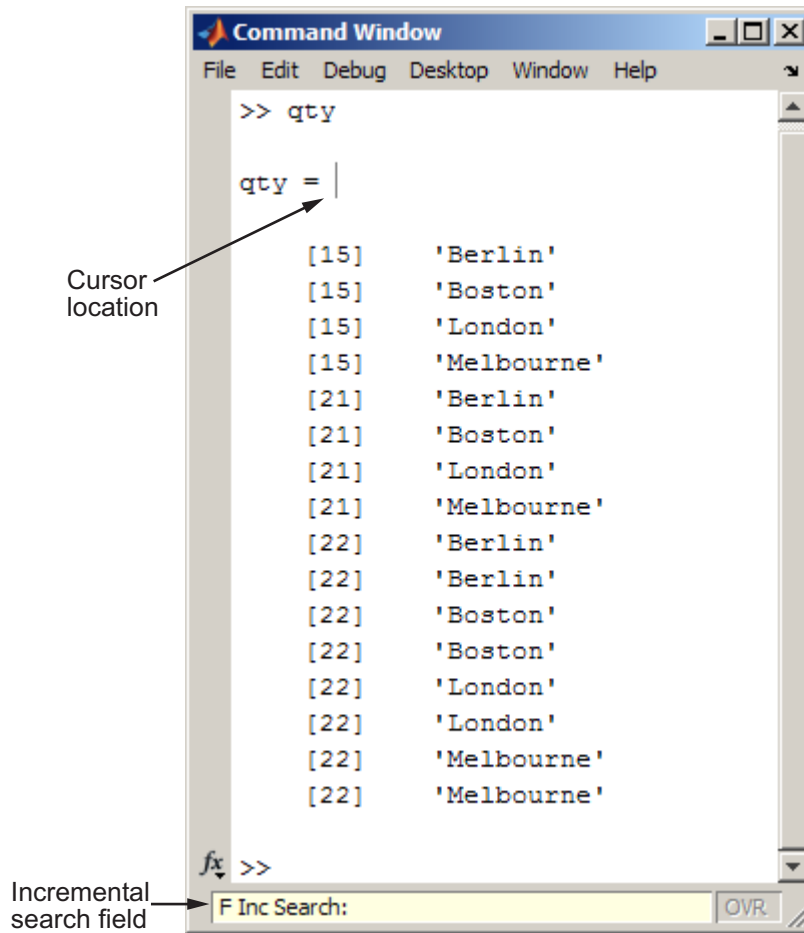 Command Window
File Edit Debug Desktop Window Help
>> qty
qty =
Cursor
location
[15] 'Berlin'
[15] 'Boston'
[15] 'London'
[15] 'Melbourne'
[21] 'Berlin'
[21] 'Boston'
[21] 'London'
[21] 'Melbourne'
[22] 'Berlin'
[22] 'Berlin'
[22] 'Boston'
[22] 'Boston'
[22] 'London'
[22] 'London'
[22] 'Melbourne'
[22] 'Melbourne'
fx >>
Incremental
search field
F Inc Search:
OVR